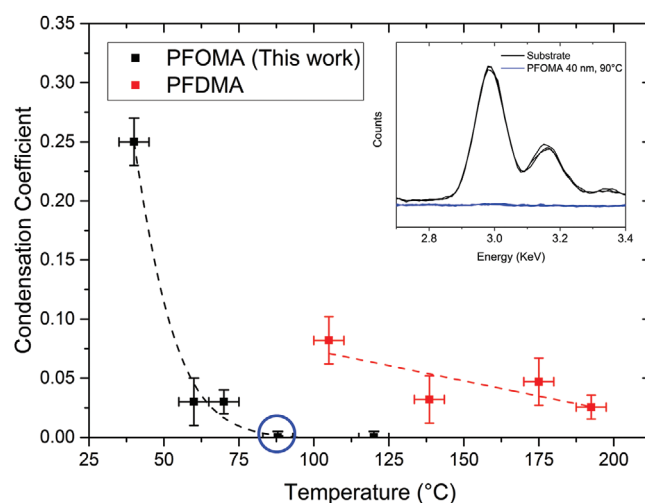 0.35
0.30
0.25
0.20
0.15
0.10
0.05
0.00
Condensation Coefficient
PFOMA (This work)
PFDMA
Substrate
PFOMA 40 nm, 90°C
Counts
2.8 3.0 3.2 3.4
Energy (KeV)
25 50 75 100 125 150 175 200
Temperature (°C)